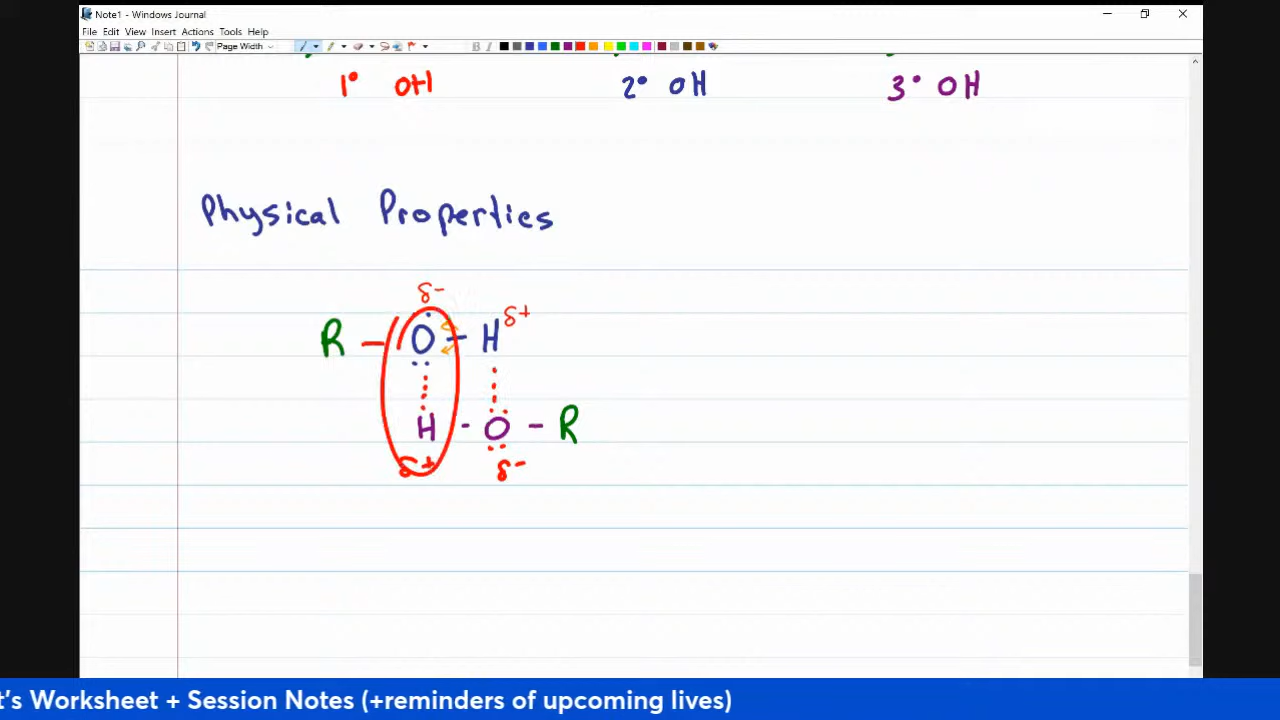 Note1 - Windows Journal
File Edit View Insert Actions Tools Help
Page Width B I
1° OH 2° OH 3° OH
Physical Properties
δ-
R - O - H δ+
H - O - R
δ+ δ-
t's Worksheet + Session Notes (+reminders of upcoming lives)